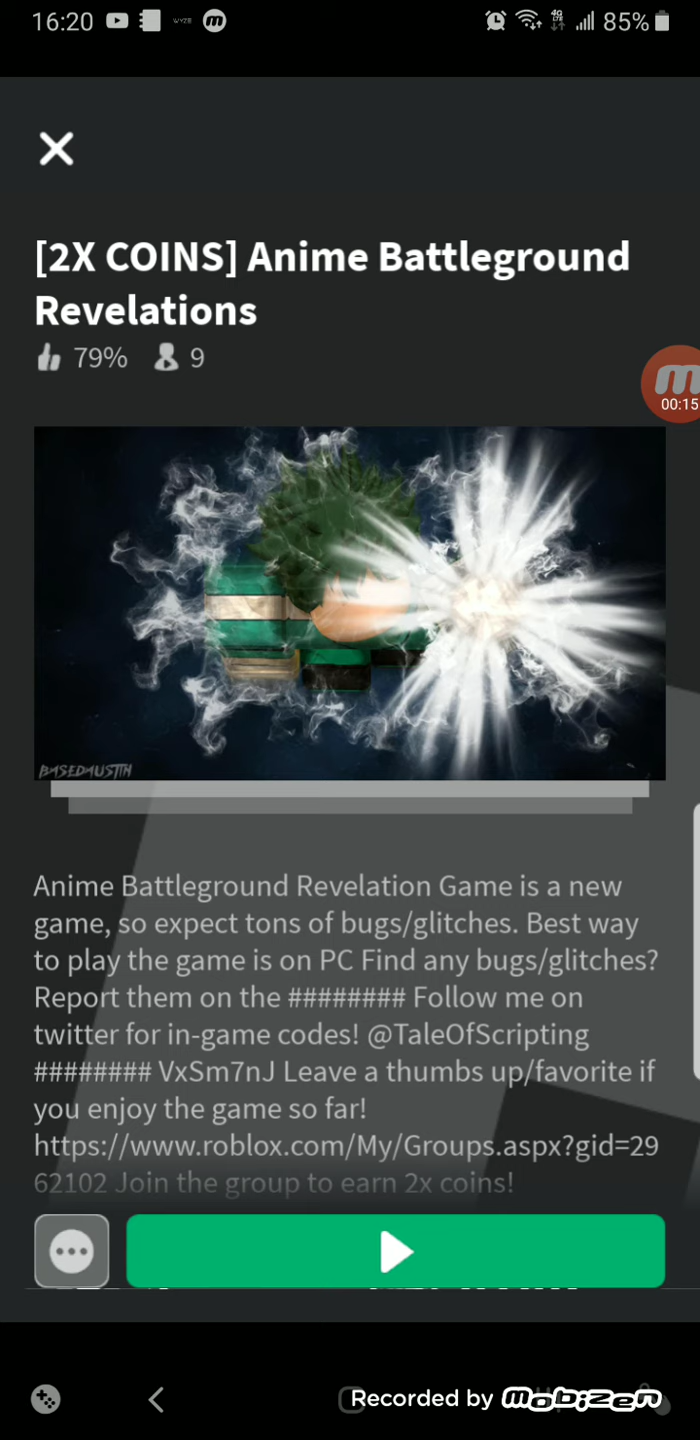 16:20 WYZE 4G LTE 85%
[2X COINS] Anime Battleground
Revelations
79% 9
00:15
BASEDAUSTIN
Anime Battleground Revelation Game is a new
game, so expect tons of bugs/glitches. Best way
to play the game is on PC Find any bugs/glitches?
Report them on the ######## Follow me on
twitter for in-game codes! @TaleOfScripting
######## VxSm7nJ Leave a thumbs up/favorite if
you enjoy the game so far!
https://www.roblox.com/My/Groups.aspx?gid=29
62102 Join the group to earn 2x coins!
Recorded by mobizen